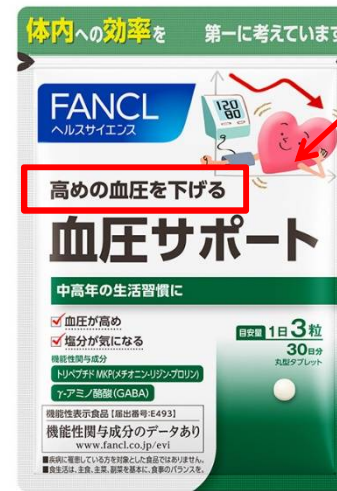 体内への効率を 第一に考えています
FANCL
ヘルスサイエンス
120
80
高めの血圧を下げる
血圧サポート
中高年の生活習慣に
血圧が高め
塩分が気になる
目安量 1日3粒
30日分
丸型タブレット
機能性関与成分
トリペプチド MKP(メチオニン-リジン-プロリン)
γ-アミノ酪酸(GABA)
機能性表示食品【届出番号:E493】
機能性関与成分のデータあり
www.fancl.co.jp/evi
■疾病に罹患している方を対象とした食品ではありません。
■食生活は、主食、主菜、副菜を基本に、食事のバランスを。